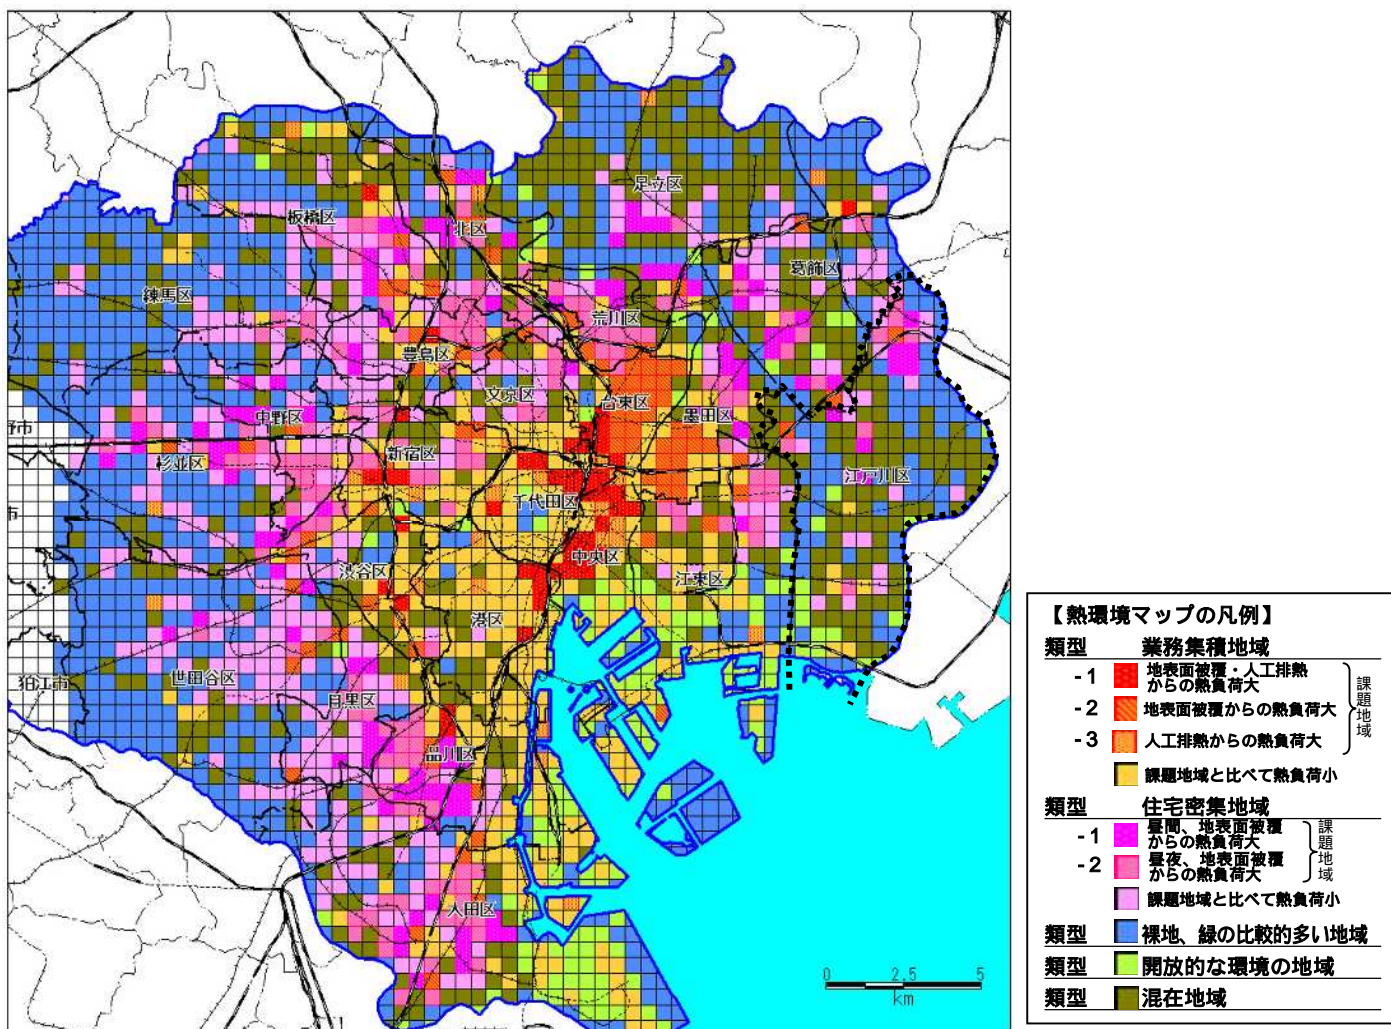 足立区
板橋区
北区
葛飾区
練馬区
荒川区
豊島区
文京区
台東区
墨田区
中野区
野市
新宿区
杉並区
江戸川区
千代田区
市
中央区
渋谷区
江東区
港区
世田谷区
狛江市
目黒区
品川区
大田区
0 2.5 5
km
【熱環境マップの凡例】
類型 業務集積地域
-1 地表面被覆・人工排熱
からの熱負荷大
-2 地表面被覆からの熱負荷大
-3 人工排熱からの熱負荷大
課題地域
課題地域と比べて熱負荷小
類型 住宅密集地域
-1 昼間、地表面被覆
からの熱負荷大
-2 昼夜、地表面被覆
からの熱負荷大
課題地域
課題地域と比べて熱負荷小
類型 裸地、緑の比較的多い地域
類型 開放的な環境の地域
類型 混在地域